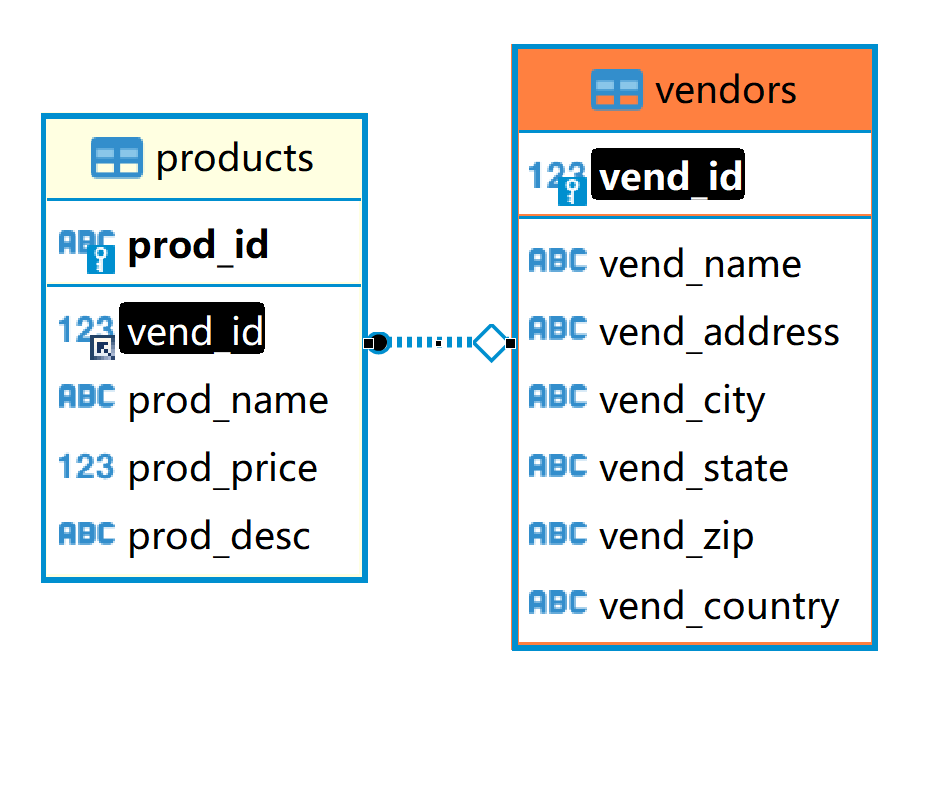 products
ABC prod_id
123 vend_id
ABC prod_name
123 prod_price
ABC prod_desc
vendors
123 vend_id
ABC vend_name
ABC vend_address
ABC vend_city
ABC vend_state
ABC vend_zip
ABC vend_country